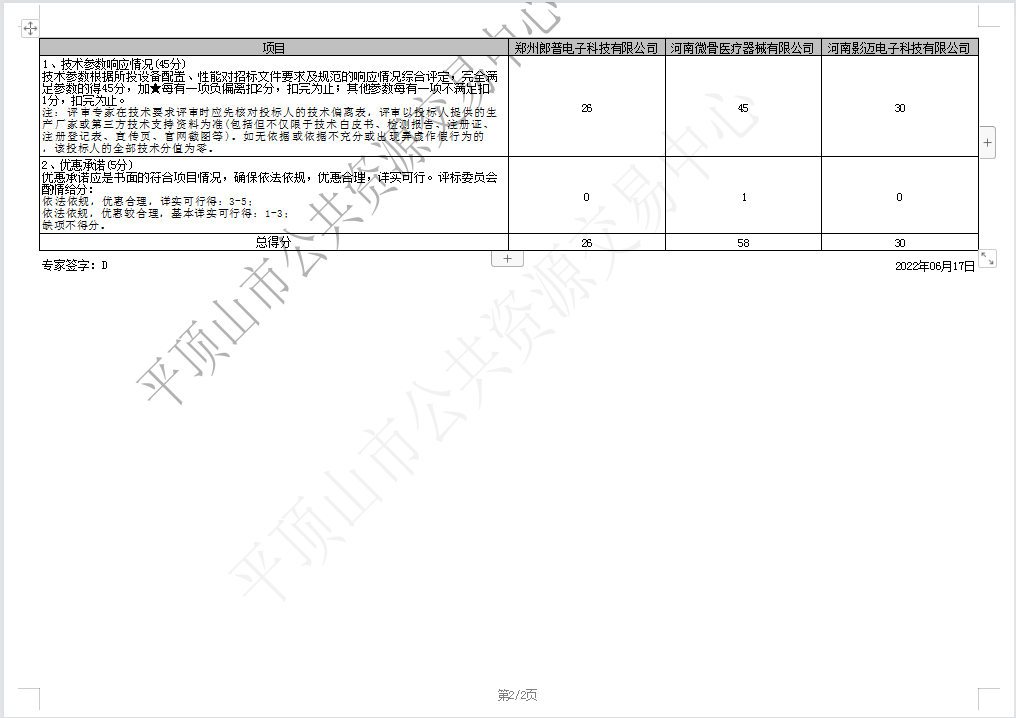 项目 郑州郎普电子科技有限公司 河南微骨医疗器械有限公司 河南影迈电子科技有限公司
1、技术参数响应情况(45分)
技术参数根据所投设备配置、性能对招标文件要求及规范的响应情况综合评定，完全满
足参数的得45分，加★每有一项负偏离扣2分，扣完为止；其他参数每有一项不满足扣
1分，扣完为止。
注：评审专家在技术要求评审时应先核对投标人的技术偏离表，评审以投标人提供的生
产厂家或第三方技术支持资料为准(包括但不仅限于技术白皮书、检测报告、注册证、
注册登记表、宣传页、官网截图等)。如无依据或依据不充分或出现弄虚作假行为的
，该投标人的全部技术分值为零。
26 45 30
2、优惠承诺(5分)
优惠承诺应是书面的符合项目情况，确保依法依规，优惠合理，详实可行。评标委员会
酌情给分：
依法依规，优惠合理，详实可行得：3-5；
依法依规，优惠较合理，基本详实可行得：1-3；
缺项不得分。
0 1 0
总得分 26 58 30
专家签字：D 2022年06月17日
平顶山市公共资源交易中心
平顶山市公共资源交易中心
第2/2页